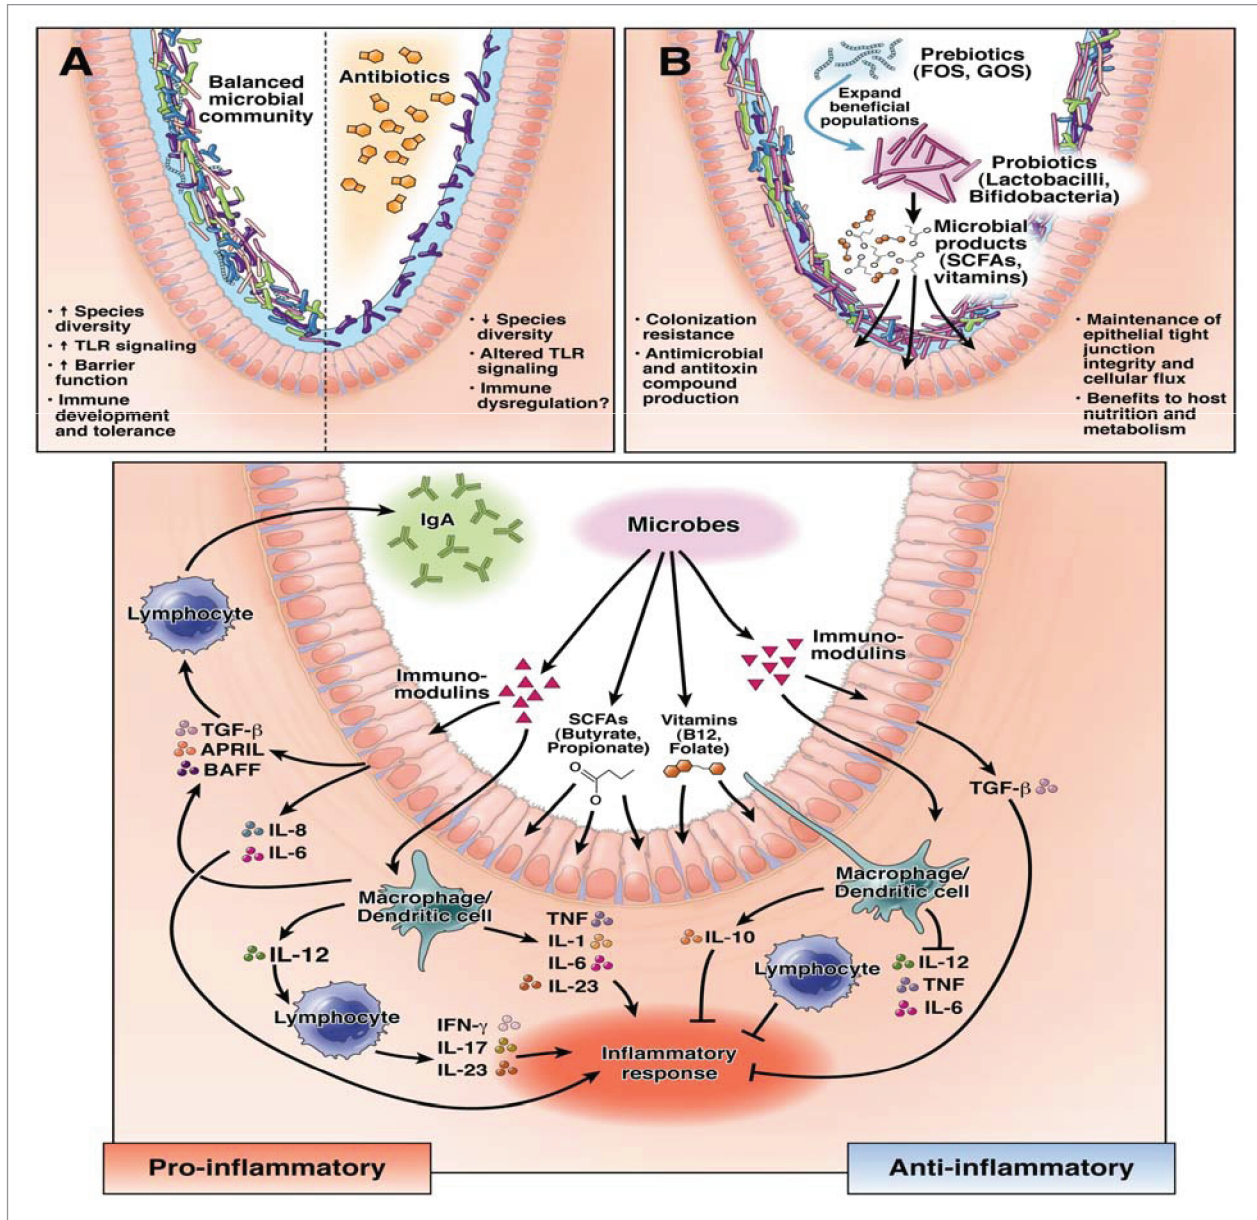 A
Balanced
microbial
community
Antibiotics
· ↑ Species
diversity
· ↑ TLR signaling
· ↑ Barrier
function
· Immune
development
and tolerance
· ↓ Species
diversity
· Altered TLR
signaling
· Immune
dysregulation?
B
Prebiotics
(FOS, GOS)
Expand
beneficial
populations
Probiotics
(Lactobacilli,
Bifidobacteria)
Microbial
products
(SCFAs,
vitamins)
· Colonization
resistance
· Antimicrobial
and antitoxin
compound
production
· Maintenance of
epithelial tight
junction
integrity and
cellular flux
· Benefits to host
nutrition and
metabolism
IgA
Microbes
Lymphocyte
Immuno-
modulins
Immuno-
modulins
SCFAs
(Butyrate,
Propionate)
Vitamins
(B12,
Folate)
O
O
TGF-β
APRIL
BAFF
TGF-β
IL-8
IL-6
Macrophage/
Dendritic cell
Macrophage/
Dendritic cell
TNF
IL-1
IL-6
IL-23
IL-10
IL-12
Lymphocyte
IL-12
TNF
IL-6
Lymphocyte
IFN-γ
IL-17
IL-23
Inflammatory
response
Pro-inflammatory
Anti-inflammatory